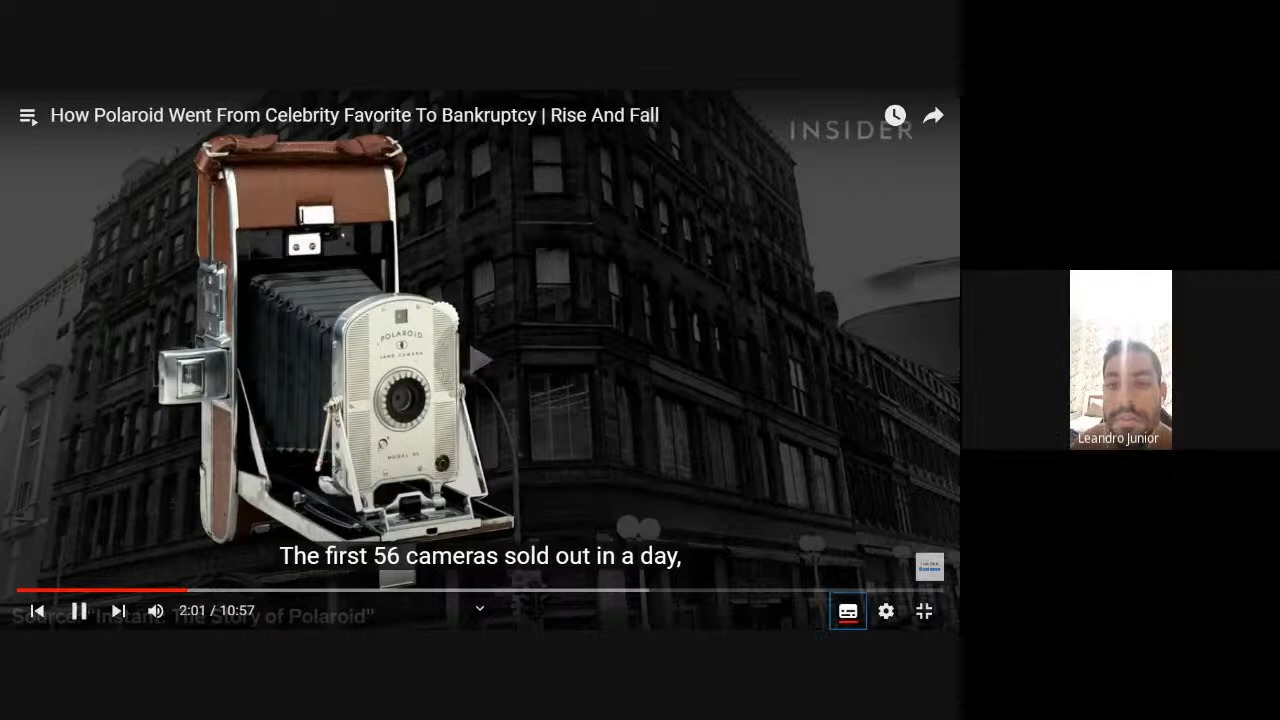 How Polaroid Went From Celebrity Favorite To Bankruptcy | Rise And Fall
INSIDER
POLAROID
LAND CAMERA
MODEL 95
The first 56 cameras sold out in a day,
2:01 / 10:57
Source: "Instant: The Story of Polaroid"
Leandro Junior